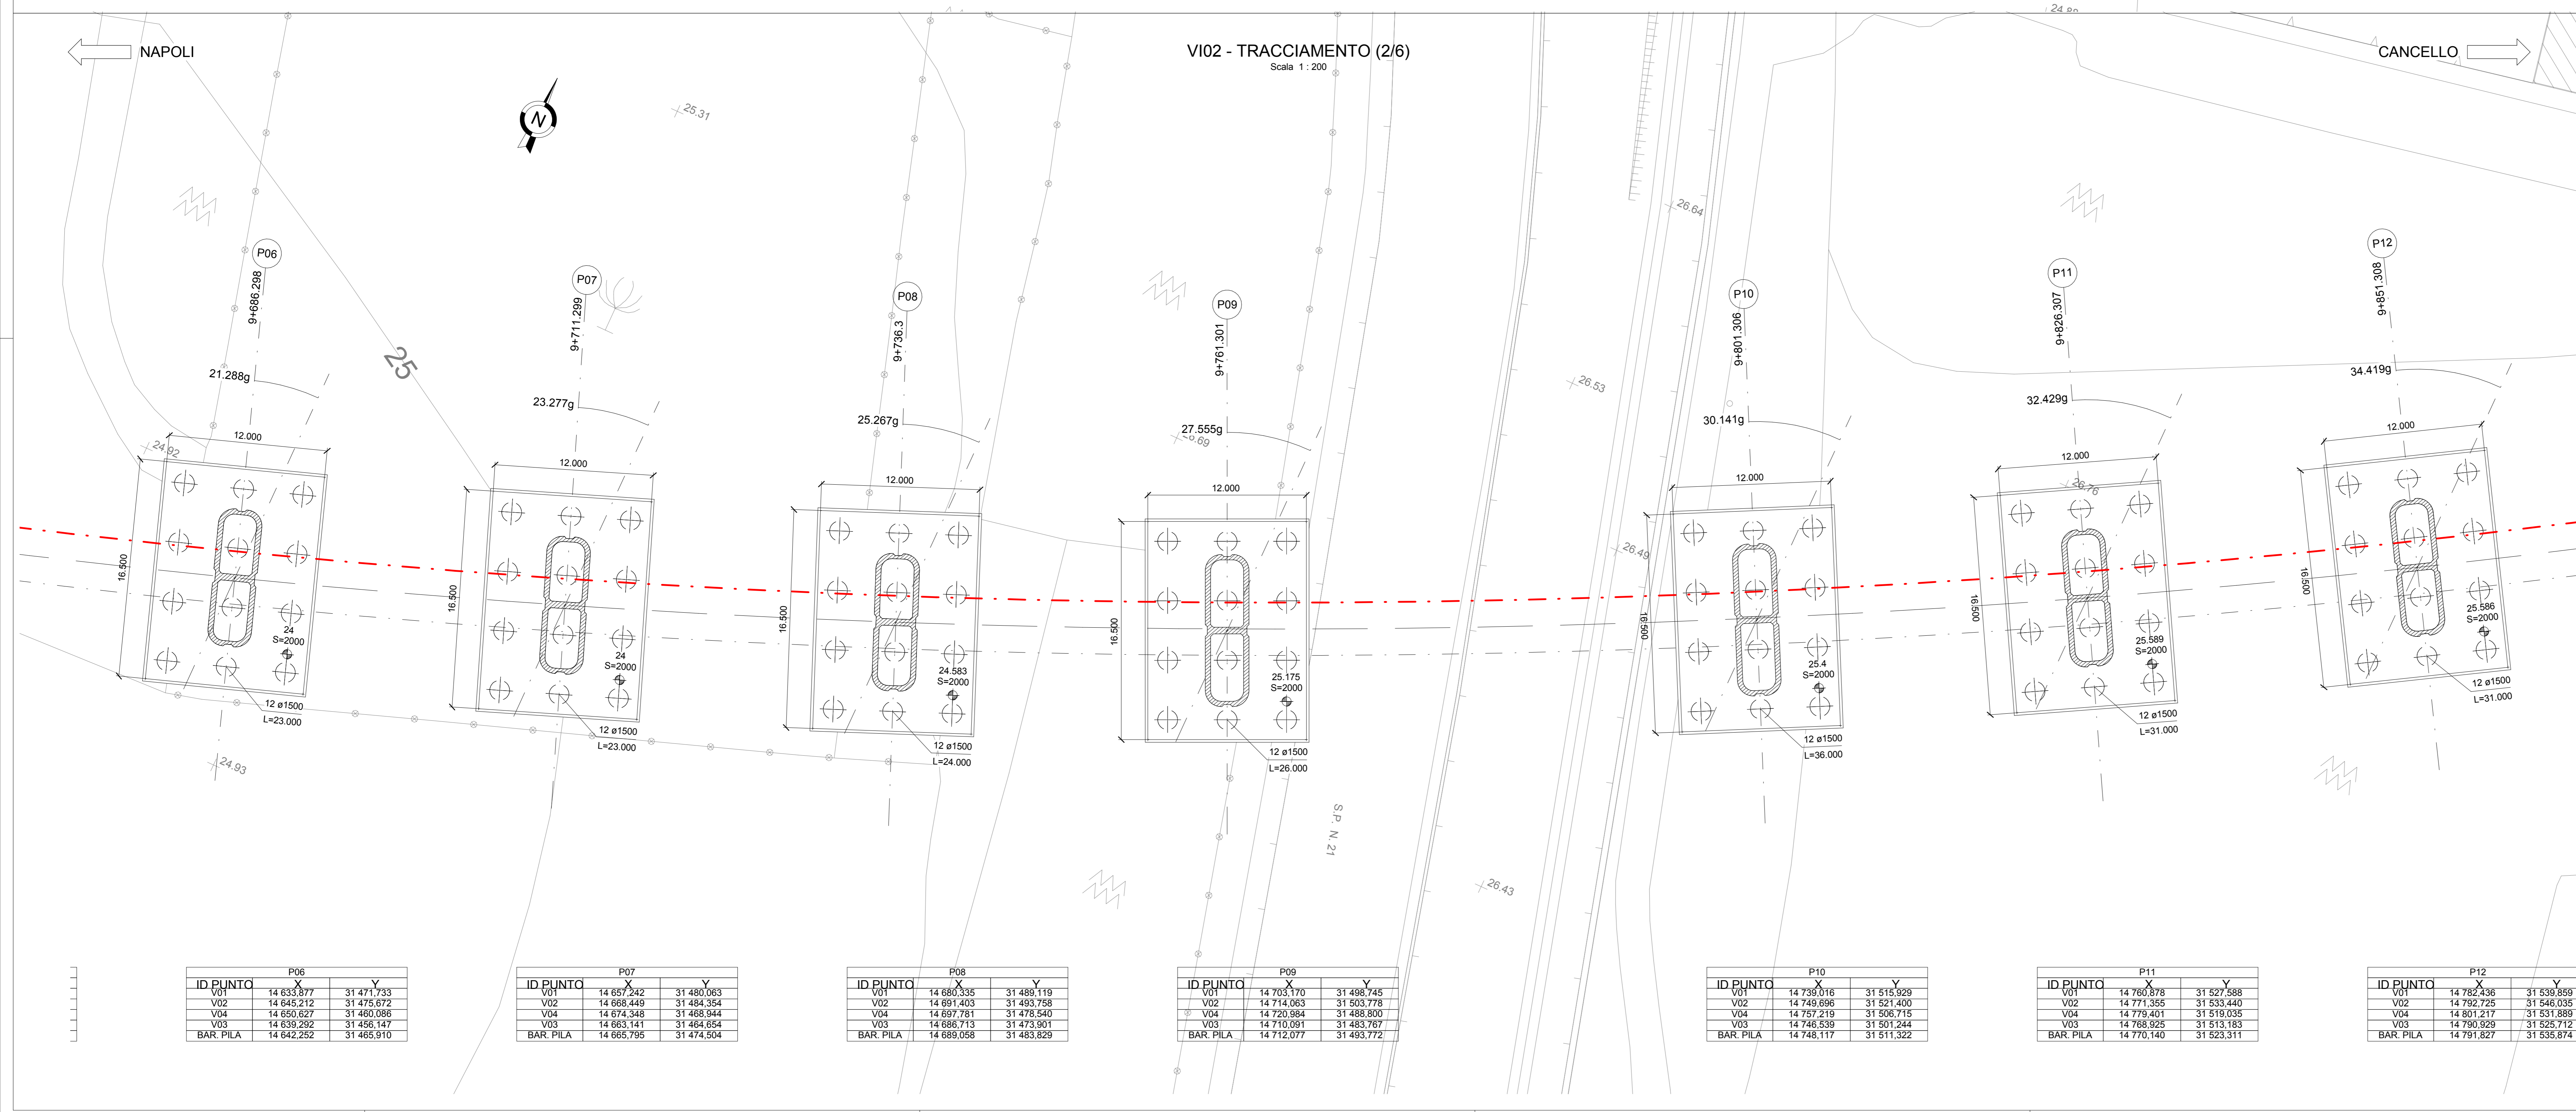 24.80
NAPOLI
VI02 - TRACCIAMENTO (2/6)
Scala 1 : 200
CANCELLO
N
25.31
26.64
P06
9+686.298
21.288g
P07
9+711.299
23.277g
P08
9+736.3
25.267g
P09
9+761.301
27.555g
P10
9+801.306
30.141g
P11
9+826.307
32.429g
P12
9+851.308
34.419g
25
26.53
24.92
26.69
26.76
26.49
12.000
16.500
24
S=2000
12 ø1500
L=23.000
12.000
16.500
24
S=2000
12 ø1500
L=23.000
12.000
16.500
24.583
S=2000
12 ø1500
L=24.000
12.000
16.500
25.175
S=2000
12 ø1500
L=26.000
12.000
16.500
25.4
S=2000
12 ø1500
L=36.000
12.000
16.500
25.589
S=2000
12 ø1500
L=31.000
12.000
16.500
25.586
S=2000
12 ø1500
L=31.000
24.93
S.P. N. 21
26.43
P06
ID PUNTO X Y
V01 14 633,877 31 471,733
V02 14 645,212 31 475,672
V04 14 650,627 31 460,086
V03 14 639,292 31 456,147
BAR. PILA 14 642,252 31 465,910
P07
ID PUNTO X Y
V01 14 657,242 31 480,063
V02 14 668,449 31 484,354
V04 14 674,348 31 468,944
V03 14 663,141 31 464,654
BAR. PILA 14 665,795 31 474,504
P08
ID PUNTO X Y
V01 14 680,335 31 489,119
V02 14 691,403 31 493,758
V04 14 697,781 31 478,540
V03 14 686,713 31 473,901
BAR. PILA 14 689,058 31 483,829
P09
ID PUNTO X Y
V01 14 703,170 31 498,745
V02 14 714,063 31 503,778
V04 14 720,984 31 488,800
V03 14 710,091 31 483,767
BAR. PILA 14 712,077 31 493,772
P10
ID PUNTO X Y
V01 14 739,016 31 515,929
V02 14 749,696 31 521,400
V04 14 757,219 31 506,715
V03 14 746,539 31 501,244
BAR. PILA 14 748,117 31 511,322
P11
ID PUNTO X Y
V01 14 760,878 31 527,588
V02 14 771,355 31 533,440
V04 14 779,401 31 519,035
V03 14 768,925 31 513,183
BAR. PILA 14 770,140 31 523,311
P12
ID PUNTO X Y
V01 14 782,436 31 539,859
V02 14 792,725 31 546,035
V04 14 801,217 31 531,889
V03 14 790,929 31 525,712
BAR. PILA 14 791,827 31 535,874